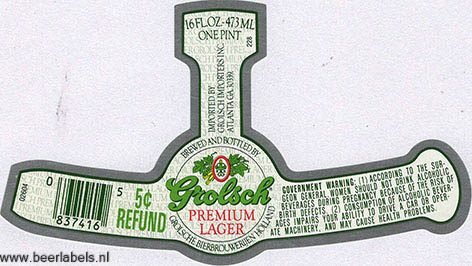 16 FL.OZ-473 ML
ONE PINT
228
IMPORTED BY
GROLSCH IMPORTERS INC.
ATLANTA GA. 30339
BREWED AND BOTTLED BY
Grolsch
PREMIUM
LAGER
GROLSCHE BIERBROUWERIJEN HOLLAND
02604
0
837416
5
5¢
REFUND
GOVERNMENT WARNING: (1) ACCORDING TO THE SUR-
GEON GENERAL WOMEN SHOULD NOT DRINK ALCOHOLIC
BEVERAGES DURING PREGNANCY BECAUSE OF THE RISK OF
BIRTH DEFECTS. (2) CONSUMPTION OF ALCOHOLIC BEVERA-
GES IMPAIRS YOUR ABILITY TO DRIVE A CAR OR OPER-
ATE MACHINERY, AND MAY CAUSE HEALTH PROBLEMS.
www.beerlabels.nl